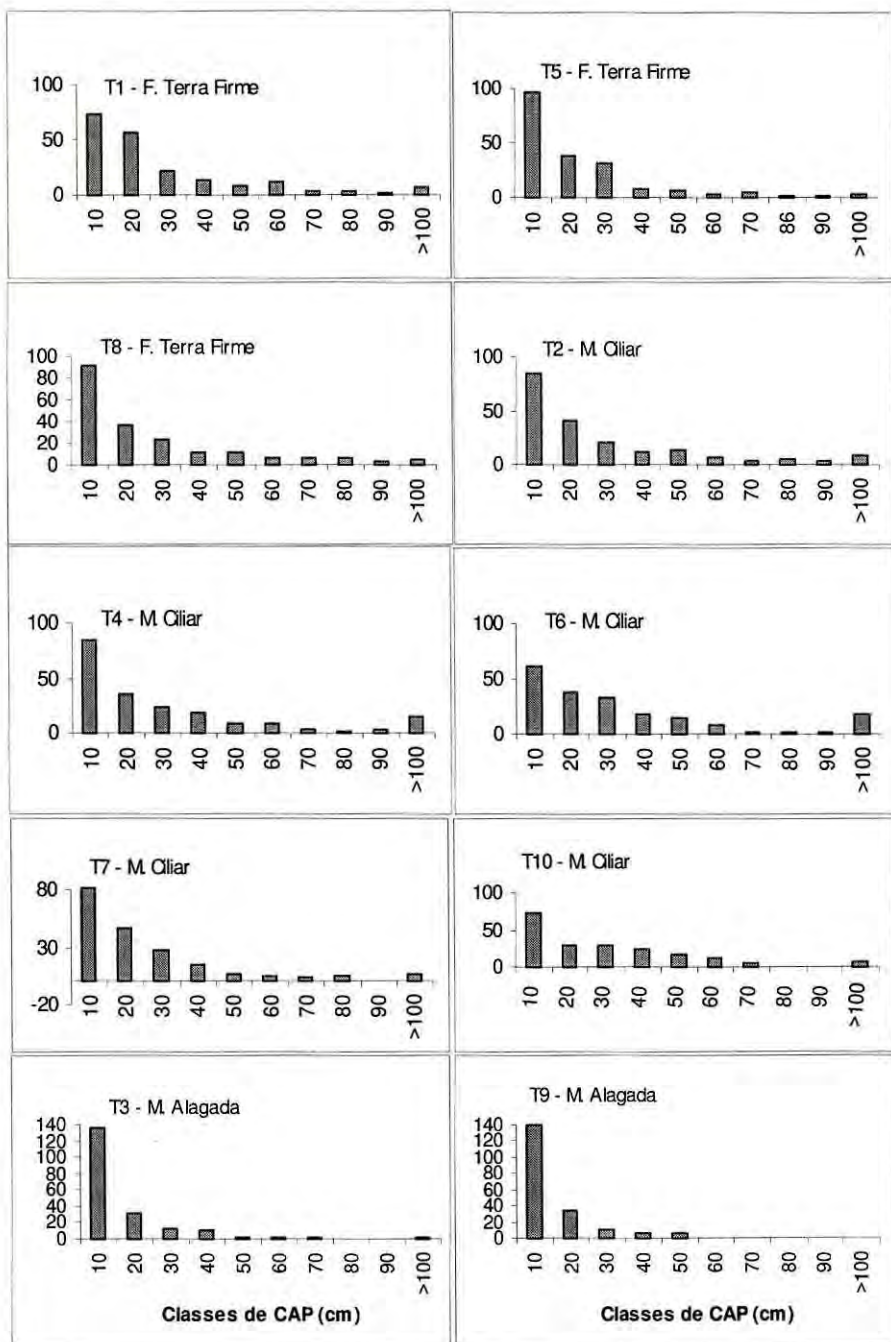 T1 - F. Terra Firme
100
50
0
10 20 30 40 50 60 70 80 90 >100
T5 - F. Terra Firme
100
50
0
10 20 30 40 50 60 70 86 90 >100
T8 - F. Terra Firme
100
80
60
40
20
0
10 20 30 40 50 60 70 80 90 >100
T2 - M. Ciliar
100
50
0
10 20 30 40 50 60 70 80 90 >100
T4 - M. Ciliar
100
50
0
10 20 30 40 50 60 70 80 90 >100
T6 - M. Ciliar
100
50
0
10 20 30 40 50 60 70 80 90 >100
T7 - M. Ciliar
80
30
-20
10 20 30 40 50 60 70 80 90 >100
T10 - M. Ciliar
100
50
0
10 20 30 40 50 60 70 80 90 >100
T3 - M. Alagada
140
120
100
80
60
40
20
0
10 20 30 40 50 60 70 80 90 >100
Classes de CAP (cm)
T9 - M. Alagada
140
120
100
80
60
40
20
0
10 20 30 40 50 60 70 80 90 >100
Classes de CAP (cm)